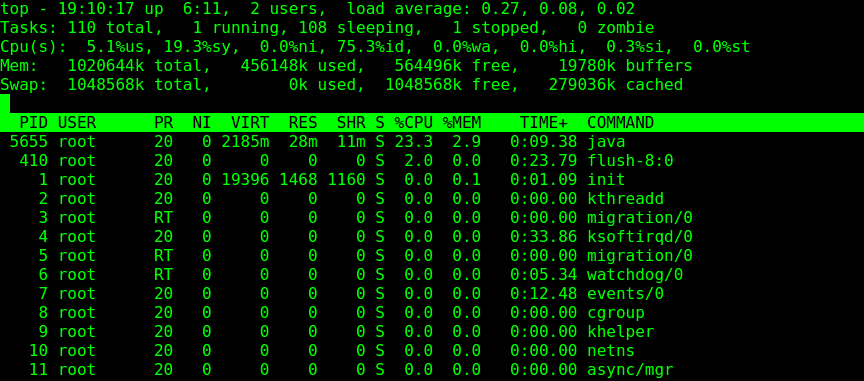 top - 19:10:17 up  6:11,  2 users,  load average: 0.27, 0.08, 0.02
Tasks: 110 total,   1 running, 108 sleeping,   1 stopped,   0 zombie
Cpu(s):  5.1%us, 19.3%sy,  0.0%ni, 75.3%id,  0.0%wa,  0.0%hi,  0.3%si,  0.0%st
Mem:   1020644k total,   456148k used,   564496k free,    19780k buffers
Swap:  1048568k total,        0k used,  1048568k free,   279036k cached
  PID USER      PR  NI  VIRT  RES  SHR S %CPU %MEM    TIME+  COMMAND
 5655 root      20   0 2185m  28m  11m S 23.3  2.9   0:09.38 java
  410 root      20   0     0    0    0 S  2.0  0.0   0:23.79 flush-8:0
    1 root      20   0 19396 1468 1160 S  0.0  0.1   0:01.09 init
    2 root      20   0     0    0    0 S  0.0  0.0   0:00.00 kthreadd
    3 root      RT   0     0    0    0 S  0.0  0.0   0:00.00 migration/0
    4 root      20   0     0    0    0 S  0.0  0.0   0:33.86 ksoftirqd/0
    5 root      RT   0     0    0    0 S  0.0  0.0   0:00.00 migration/0
    6 root      RT   0     0    0    0 S  0.0  0.0   0:05.34 watchdog/0
    7 root      20   0     0    0    0 S  0.0  0.0   0:12.48 events/0
    8 root      20   0     0    0    0 S  0.0  0.0   0:00.00 cgroup
    9 root      20   0     0    0    0 S  0.0  0.0   0:00.00 khelper
   10 root      20   0     0    0    0 S  0.0  0.0   0:00.00 netns
   11 root      20   0     0    0    0 S  0.0  0.0   0:00.00 async/mgr